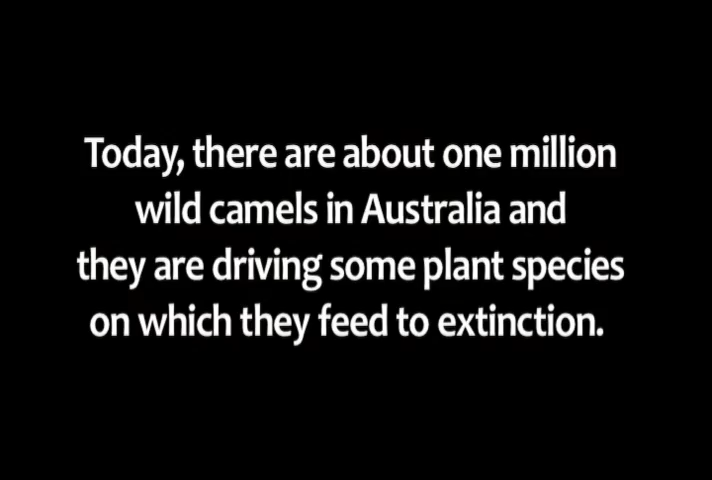 Today, there are about one million
wild camels in Australia and
they are driving some plant species
on which they feed to extinction.